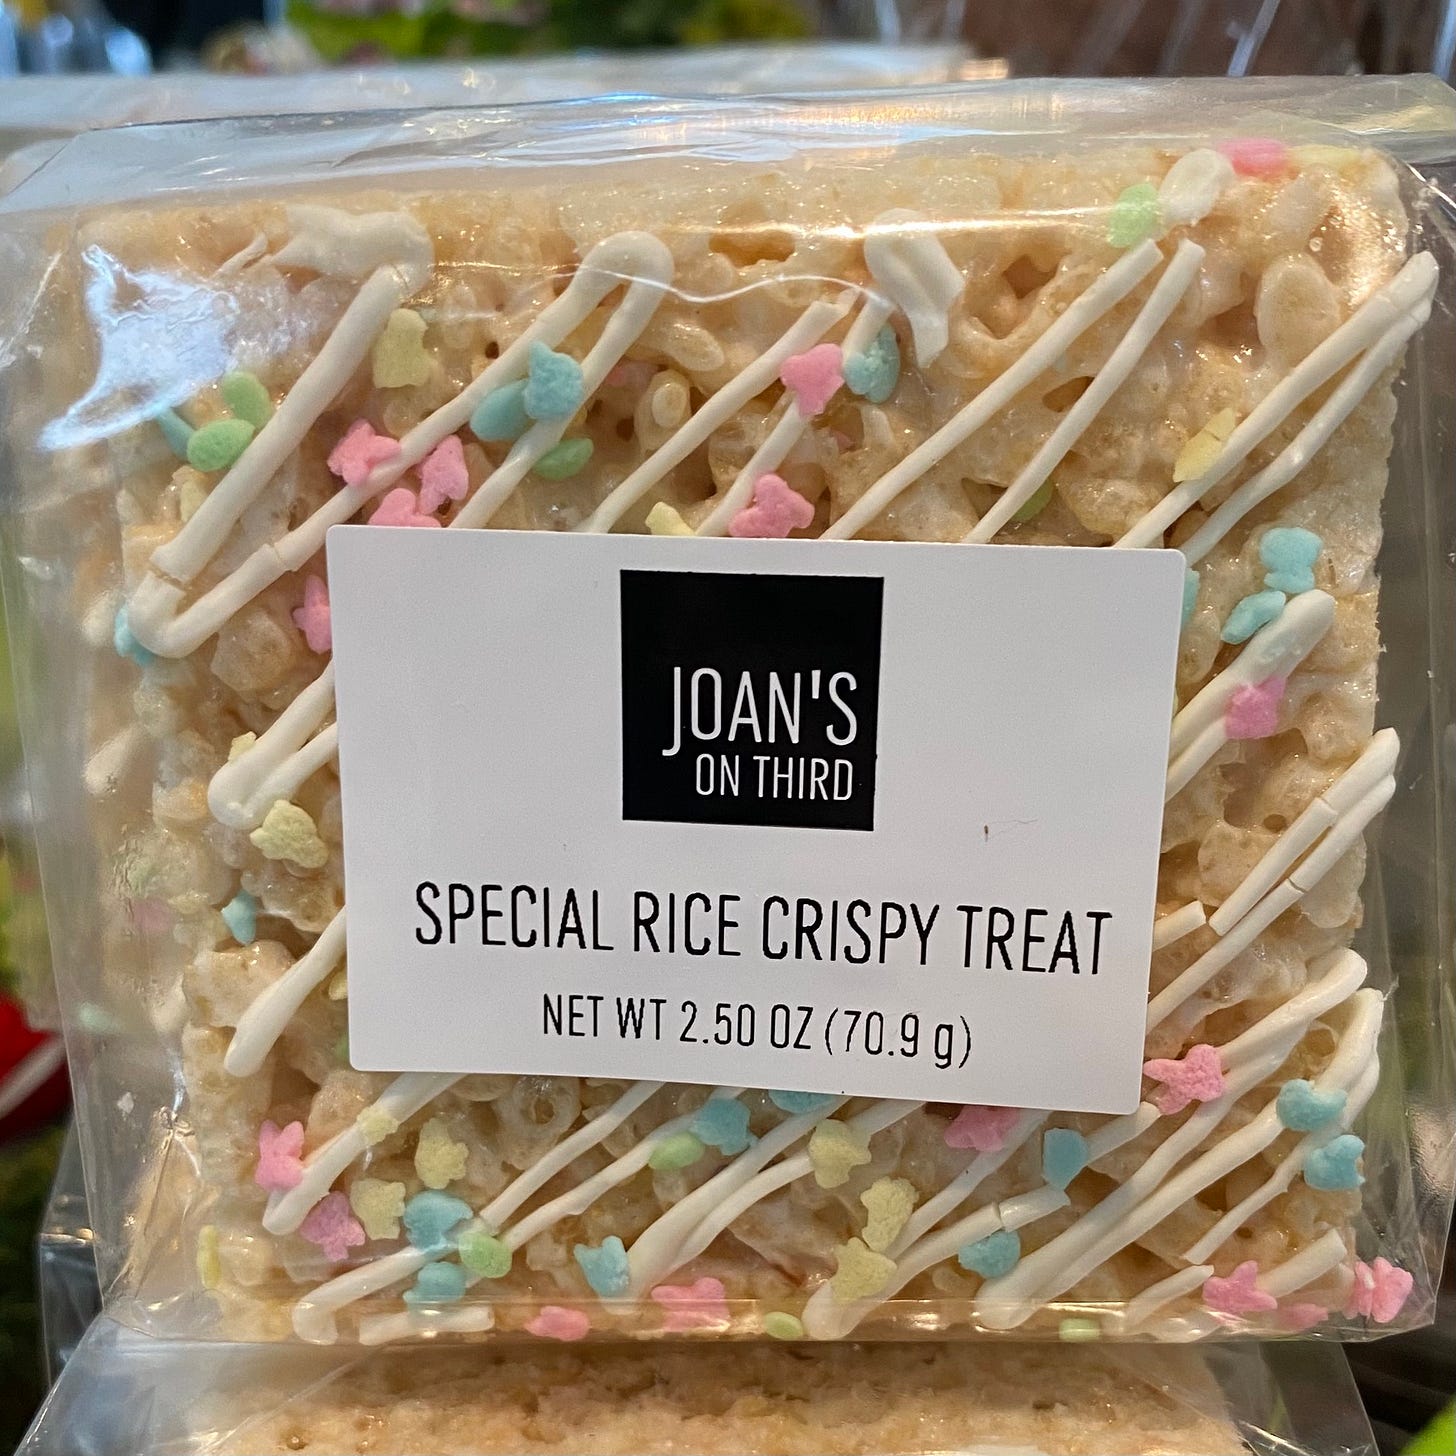 JOAN'S
ON THIRD
SPECIAL RICE CRISPY TREAT
NET WT 2.50 OZ (70.9 g)